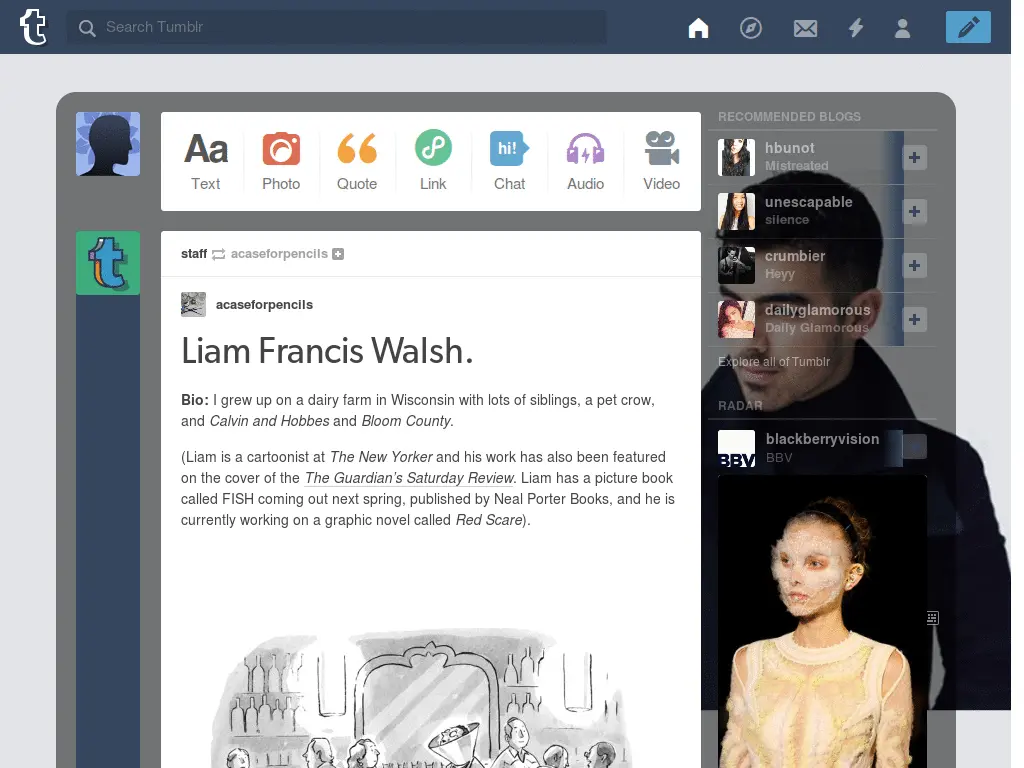 t
Search Tumblr
Aa
hi!
Text
Photo
Quote
Link
Chat
Audio
Video
t
staff acaseforpencils
acaseforpencils
Liam Francis Walsh.
Bio: I grew up on a dairy farm in Wisconsin with lots of siblings, a pet crow,
and Calvin and Hobbes and Bloom County.
(Liam is a cartoonist at The New Yorker and his work has also been featured
on the cover of the The Guardian’s Saturday Review. Liam has a picture book
called FISH coming out next spring, published by Neal Porter Books, and he is
currently working on a graphic novel called Red Scare).
RECOMMENDED BLOGS
hbunot
Mistreated
unescapable
silence
crumbier
Heyy
dailyglamorous
Daily Glamorous
Explore all of Tumblr
RADAR
BBV
blackberryvision
BBV